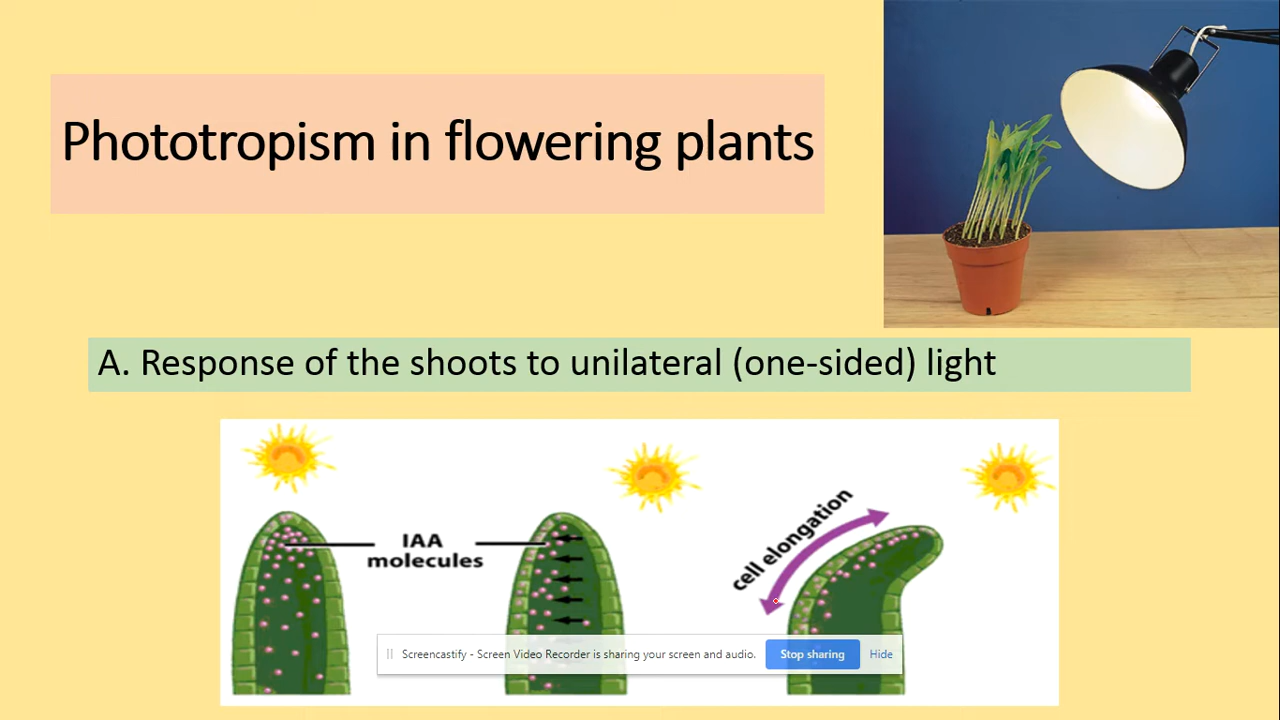 Phototropism in flowering plants
A. Response of the shoots to unilateral (one-sided) light
IAA
molecules
cell elongation
Screencastify - Screen Video Recorder is sharing your screen and audio.
Stop sharing
Hide